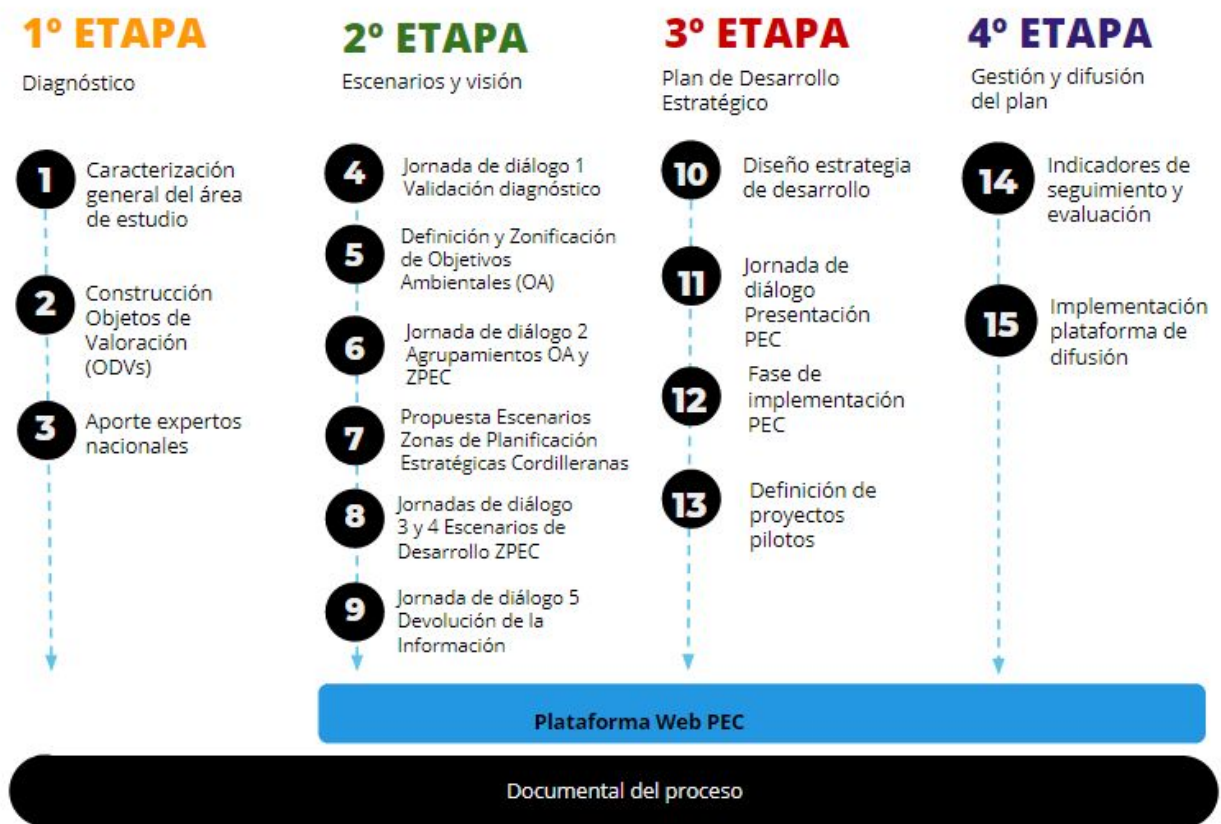 1º ETAPA
Diagnóstico
1
Caracterización
general del área
de estudio
2
Construcción
Objetos de
Valoración
(ODVs)
3
Aporte expertos
nacionales
2º ETAPA
Escenarios y visión
4
Jornada de diálogo 1
Validación diagnóstico
5
Definición y Zonificación
de Objetivos
Ambientales (OA)
6
Jornada de diálogo 2
Agrupamientos OA y
ZPEC
7
Propuesta Escenarios
Zonas de Planificación
Estratégicas Cordilleranas
8
Jornadas de diálogo
3 y 4 Escenarios de
Desarrollo ZPEC
9
Jornada de diálogo 5
Devolución de la
Información
3º ETAPA
Plan de Desarrollo
Estratégico
10
Diseño estrategia
de desarrollo
11
Jornada de
diálogo
Presentación
PEC
12
Fase de
implementación
PEC
13
Definición de
proyectos
pilotos
4º ETAPA
Gestión y difusión
del plan
14
Indicadores de
seguimiento y
evaluación
15
Implementación
plataforma de
difusión
Plataforma Web PEC
Documental del proceso